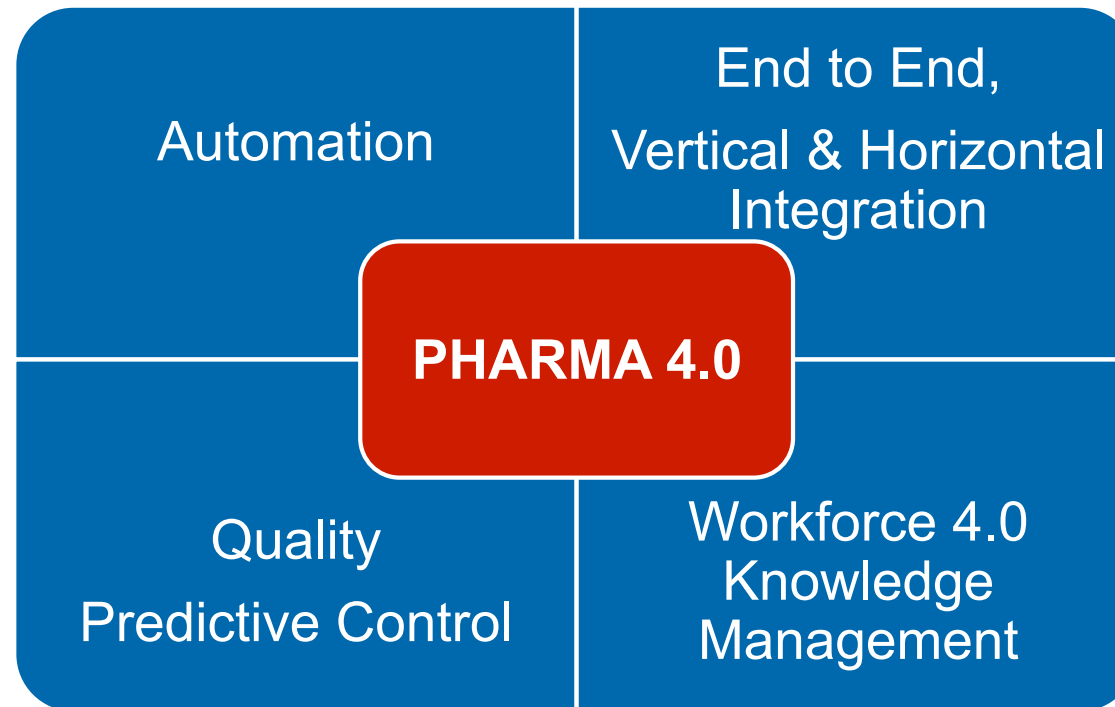 Automation
End to End,
Vertical & Horizontal
Integration
PHARMA 4.0
Quality
Predictive Control
Workforce 4.0
Knowledge
Management